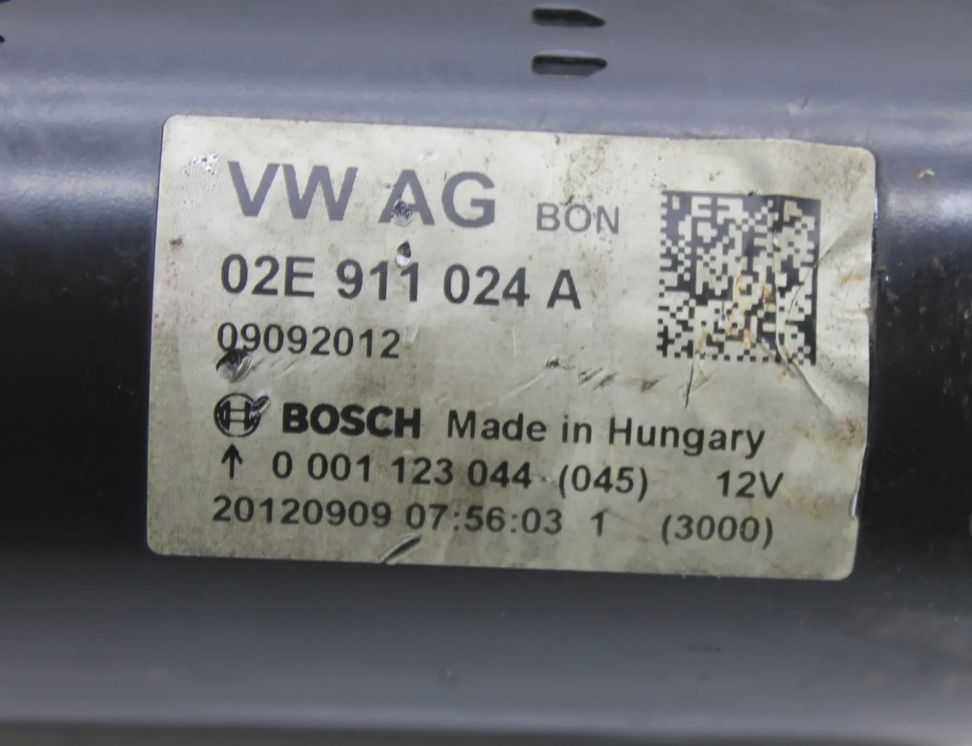 VW AG BON
02E 911 024 A
09092012
BOSCH Made in Hungary
↑ 0 001 123 044 (045) 12V
20120909 07:56:03 1 (3000)